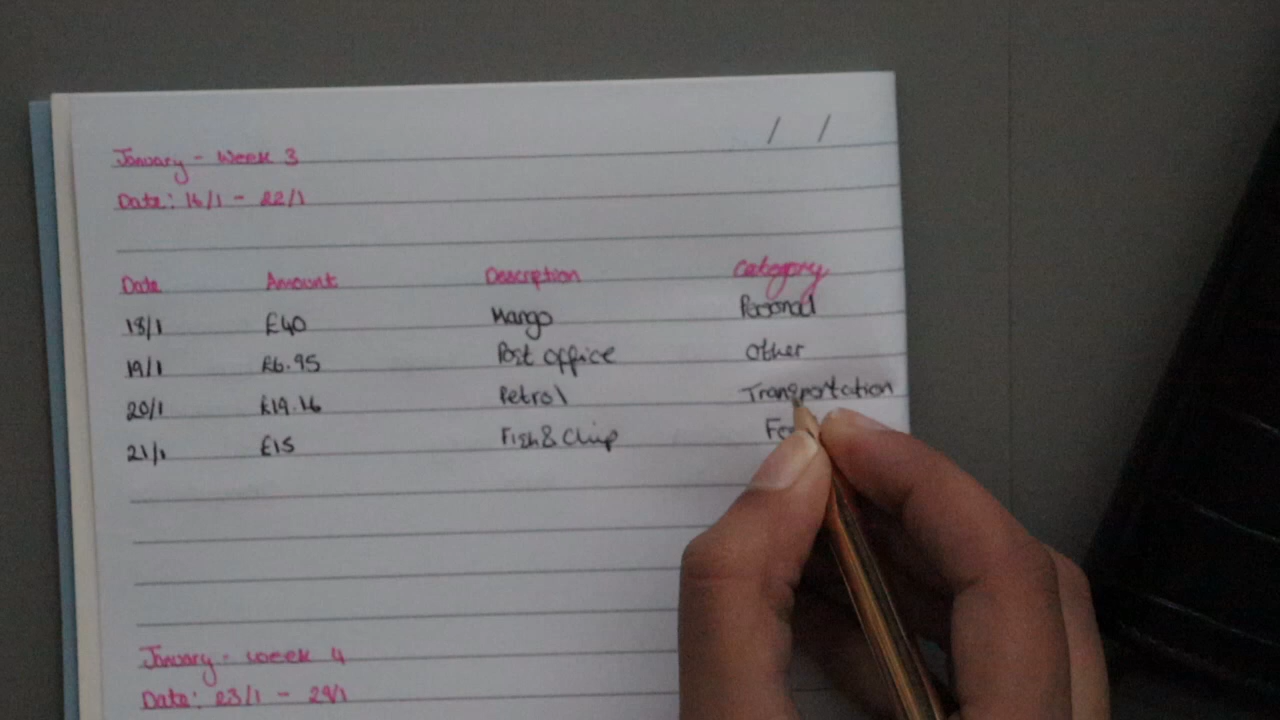 January - Week 3
Date: 16/1 - 22/1
/ /
Date Amount Description Category
18/1 £40 Mango Personal
19/1 £6.95 Post office Other
20/1 £19.16 Petrol Transportation
21/1 £15 Fish & Chip
January - week 4
Date: 23/1 - 29/1